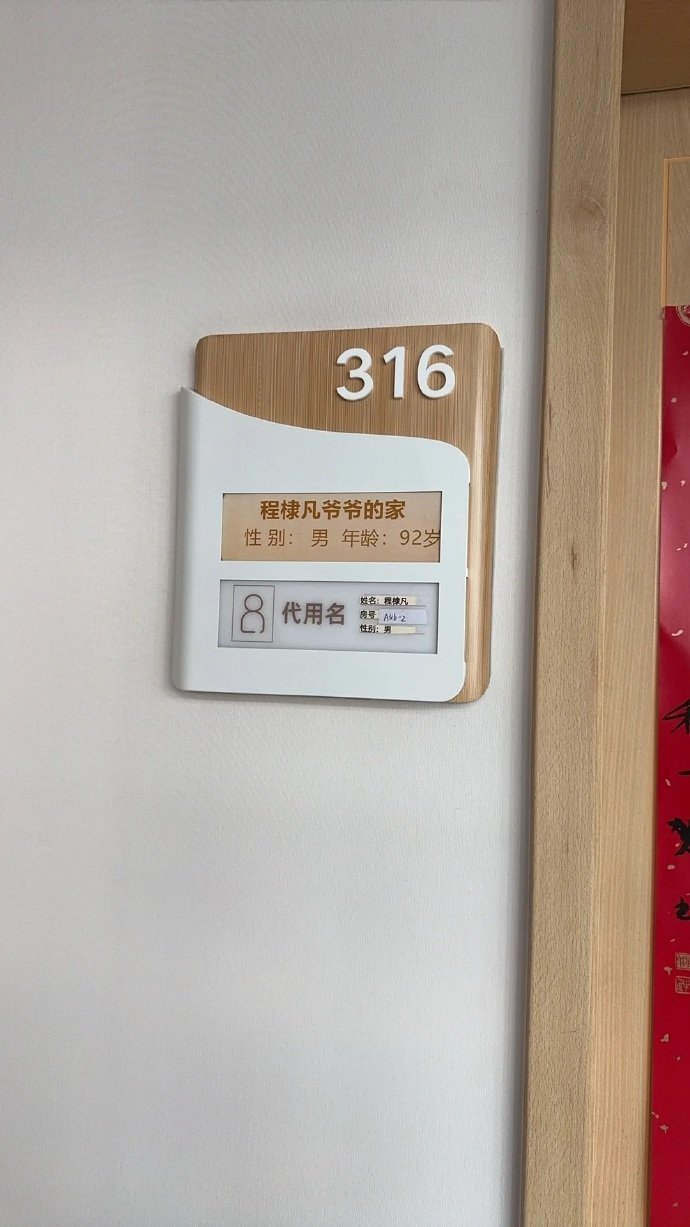 316
程棣凡爷爷的家
性别： 男 年龄：92岁
代用名
姓名：程棣凡
房号
性别：男